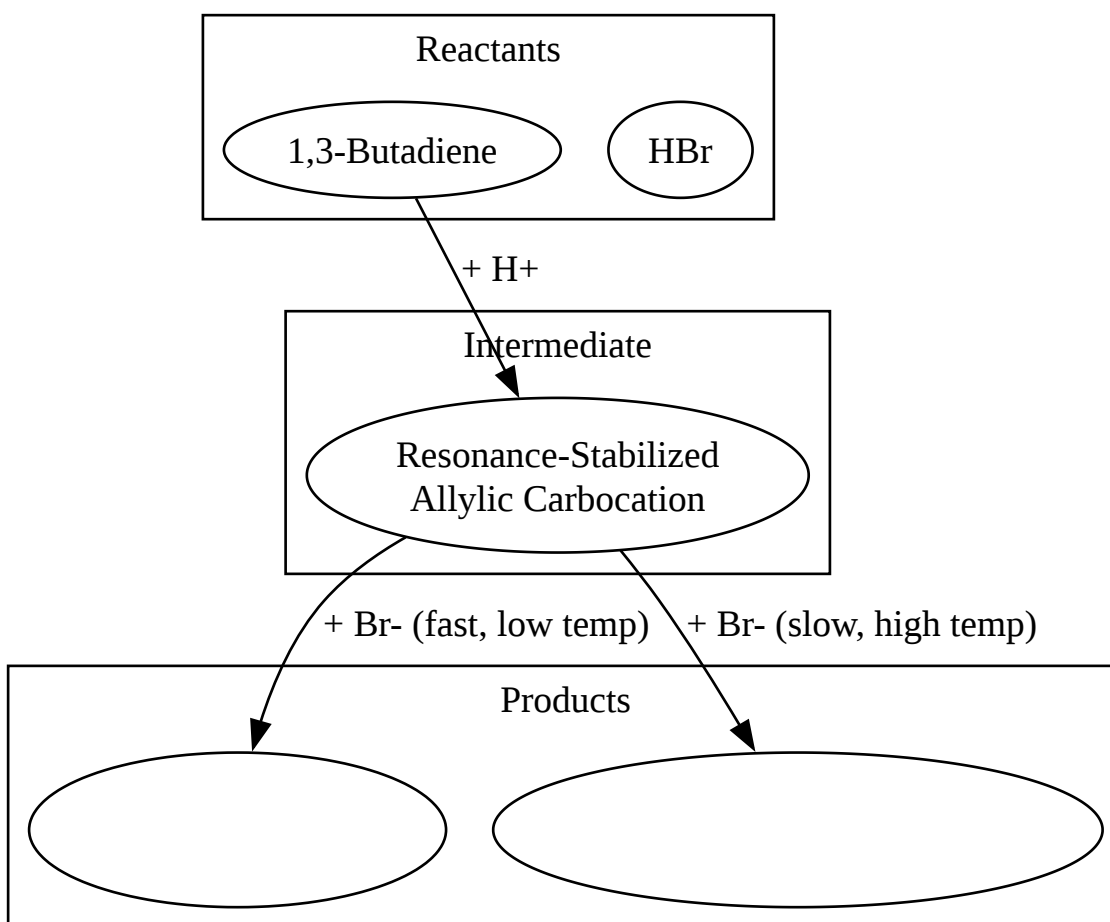 Reactants
1,3-Butadiene
HBr
+ H+
Intermediate
Resonance-Stabilized
Allylic Carbocation
+ Br- (fast, low temp)
+ Br- (slow, high temp)
Products